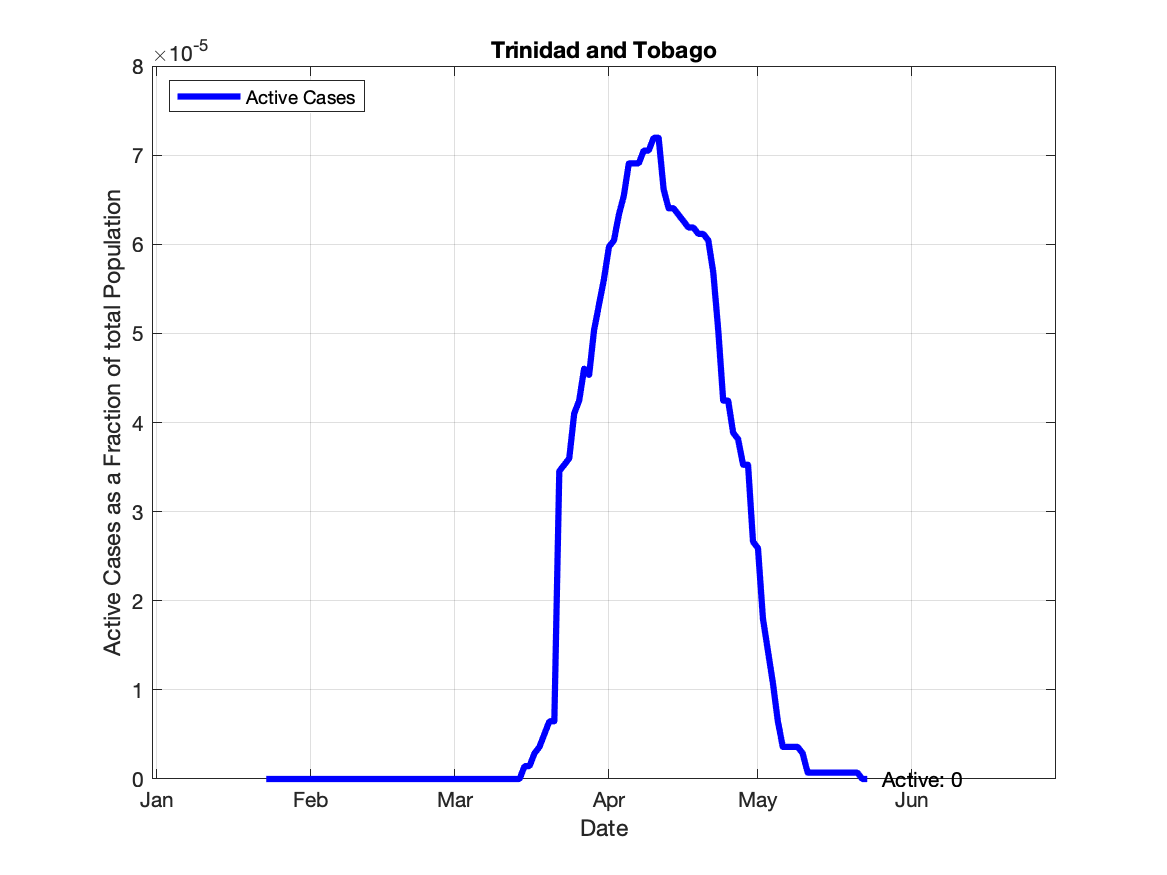 Trinidad and Tobago
×10-5
Active Cases
Active Cases as a Fraction of total Population
8
7
6
5
4
3
2
1
0
Active: 0
Jan Feb Mar Apr May Jun
Date